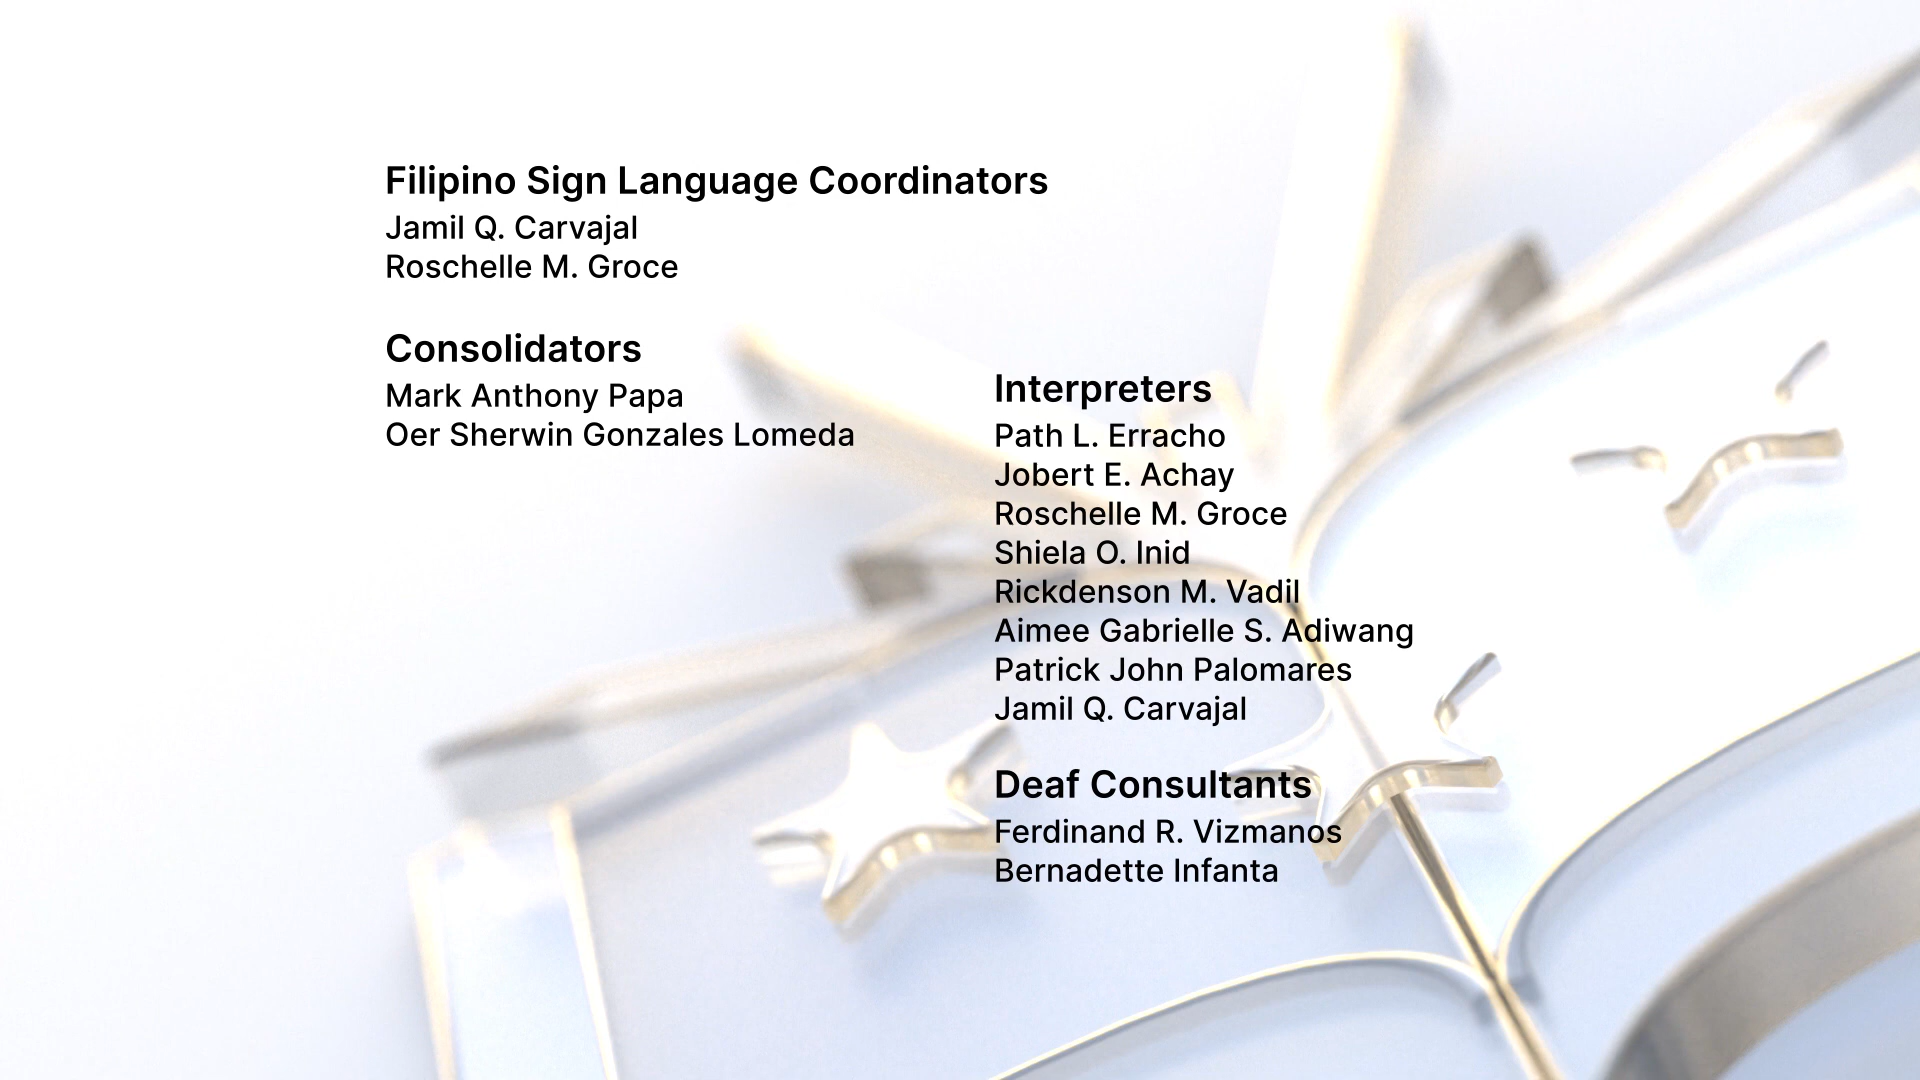 Filipino Sign Language Coordinators
Jamil Q. Carvajal
Roschelle M. Groce
Consolidators
Mark Anthony Papa
Oer Sherwin Gonzales Lomeda
Interpreters
Path L. Erracho
Jobert E. Achay
Roschelle M. Groce
Shiela O. Inid
Rickdenson M. Vadil
Aimee Gabrielle S. Adiwang
Patrick John Palomares
Jamil Q. Carvajal
Deaf Consultants
Ferdinand R. Vizmanos
Bernadette Infanta